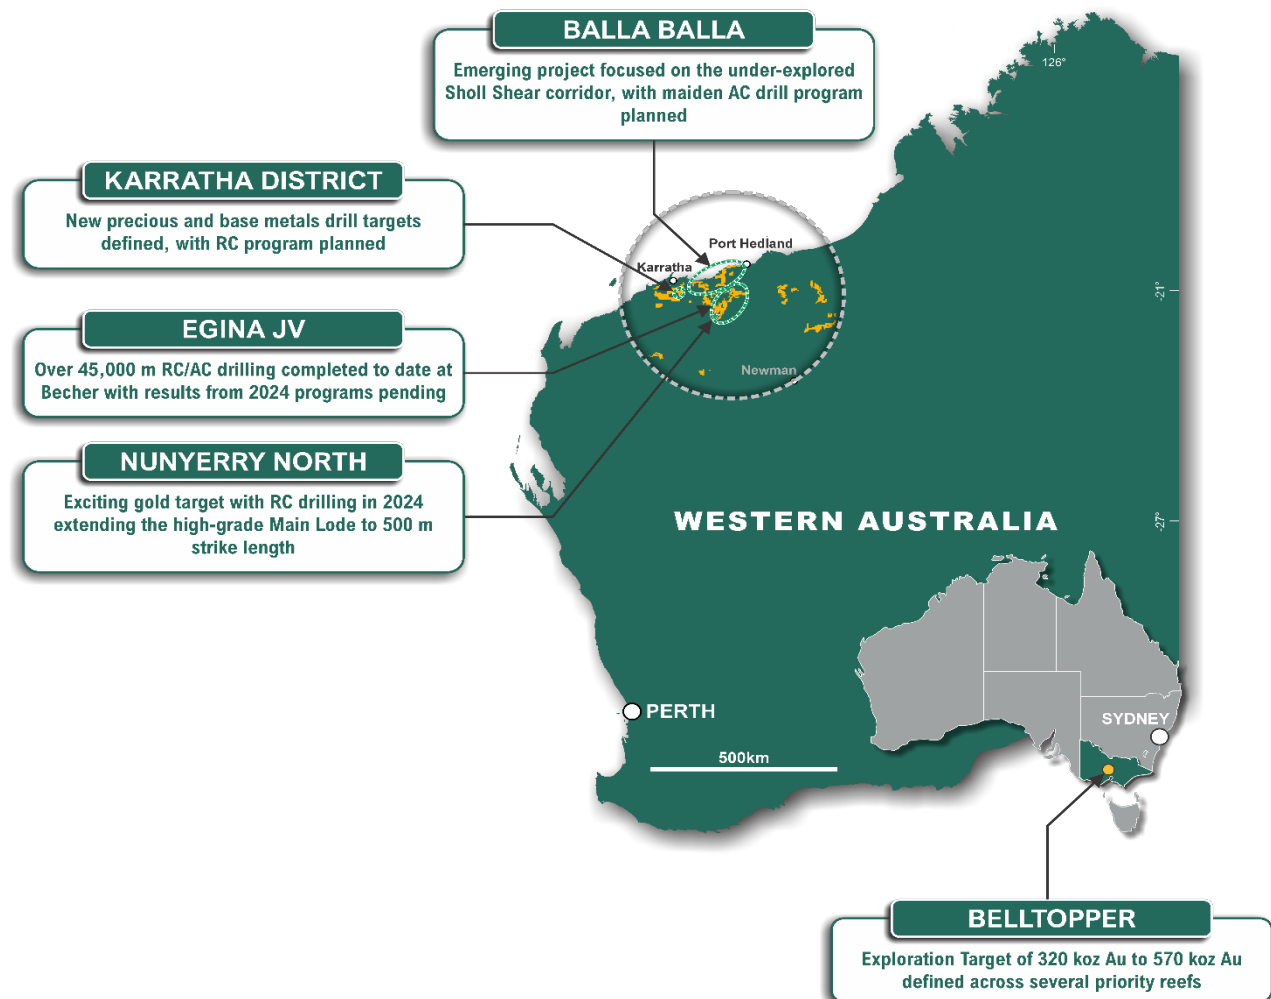 BALLA BALLA
Emerging project focused on the under-explored
Sholl Shear corridor, with maiden AC drill program
planned
126°
KARRATHA DISTRICT
New precious and base metals drill targets
defined, with RC program planned
Port Hedland
Karratha
-21°
EGINA JV
Over 45,000 m RC/AC drilling completed to date at
Becher with results from 2024 programs pending
Newman
NUNYERRY NORTH
Exciting gold target with RC drilling in 2024
extending the high-grade Main Lode to 500 m
strike length
WESTERN AUSTRALIA
-27°
PERTH
SYDNEY
500km
BELLTOPPER
Exploration Target of 320 koz Au to 570 koz Au
defined across several priority reefs